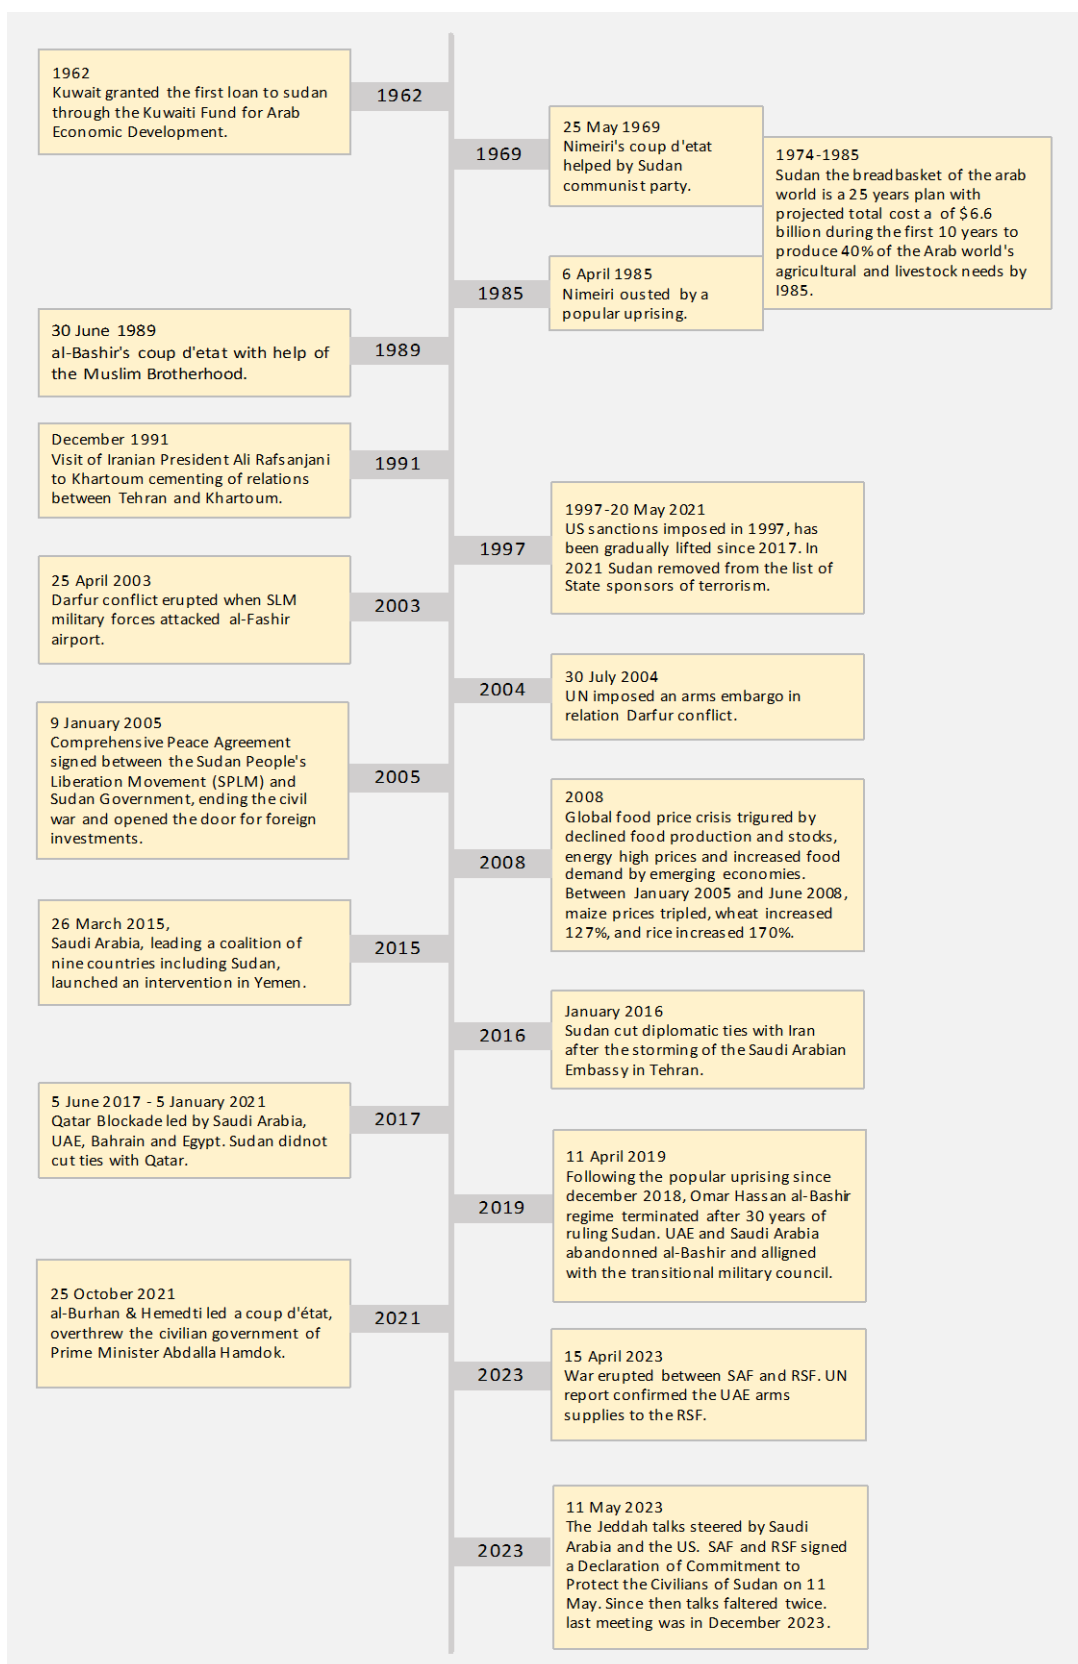 1962
Kuwait granted the first loan to sudan
through the Kuwaiti Fund for Arab
Economic Development.
1962
1969
25 May 1969
Nimeiri's coup d'etat
helped by Sudan
communist party.
1974-1985
Sudan the breadbasket of the arab
world is a 25 years plan with
projected total cost a of $6.6
billion during the first 10 years to
produce 40% of the Arab world's
agricultural and livestock needs by
I985.
1985
6 April 1985
Nimeiri ousted by a
popular uprising.
30 June 1989
al-Bashir's coup d'etat with help of
the Muslim Brotherhood.
1989
December 1991
Visit of Iranian President Ali Rafsanjani
to Khartoum cementing of relations
between Tehran and Khartoum.
1991
1997
1997-20 May 2021
US sanctions imposed in 1997, has
been gradually lifted since 2017. In
2021 Sudan removed from the list of
State sponsors of terrorism.
25 April 2003
Darfur conflict erupted when SLM
military forces attacked al-Fashir
airport.
2003
2004
30 July 2004
UN imposed an arms embargo in
relation Darfur conflict.
9 January 2005
Comprehensive Peace Agreement
signed between the Sudan People's
Liberation Movement (SPLM) and
Sudan Government, ending the civil
war and opened the door for foreign
investments.
2005
2008
2008
Global food price crisis trigured by
declined food production and stocks,
energy high prices and increased food
demand by emerging economies.
Between January 2005 and June 2008,
maize prices tripled, wheat increased
127%, and rice increased 170%.
26 March 2015,
Saudi Arabia, leading a coalition of
nine countries including Sudan,
launched an intervention in Yemen.
2015
2016
January 2016
Sudan cut diplomatic ties with Iran
after the storming of the Saudi Arabian
Embassy in Tehran.
5 June 2017 - 5 January 2021
Qatar Blockade led by Saudi Arabia,
UAE, Bahrain and Egypt. Sudan didnot
cut ties with Qatar.
2017
2019
11 April 2019
Following the popular uprising since
december 2018, Omar Hassan al-Bashir
regime terminated after 30 years of
ruling Sudan. UAE and Saudi Arabia
abandonned al-Bashir and alligned
with the transitional military council.
25 October 2021
al-Burhan & Hemedti led a coup d'état,
overthrew the civilian government of
Prime Minister Abdalla Hamdok.
2021
2023
15 April 2023
War erupted between SAF and RSF. UN
report confirmed the UAE arms
supplies to the RSF.
2023
11 May 2023
The Jeddah talks steered by Saudi
Arabia and the US. SAF and RSF signed
a Declaration of Commitment to
Protect the Civilians of Sudan on 11
May. Since then talks faltered twice.
last meeting was in December 2023.